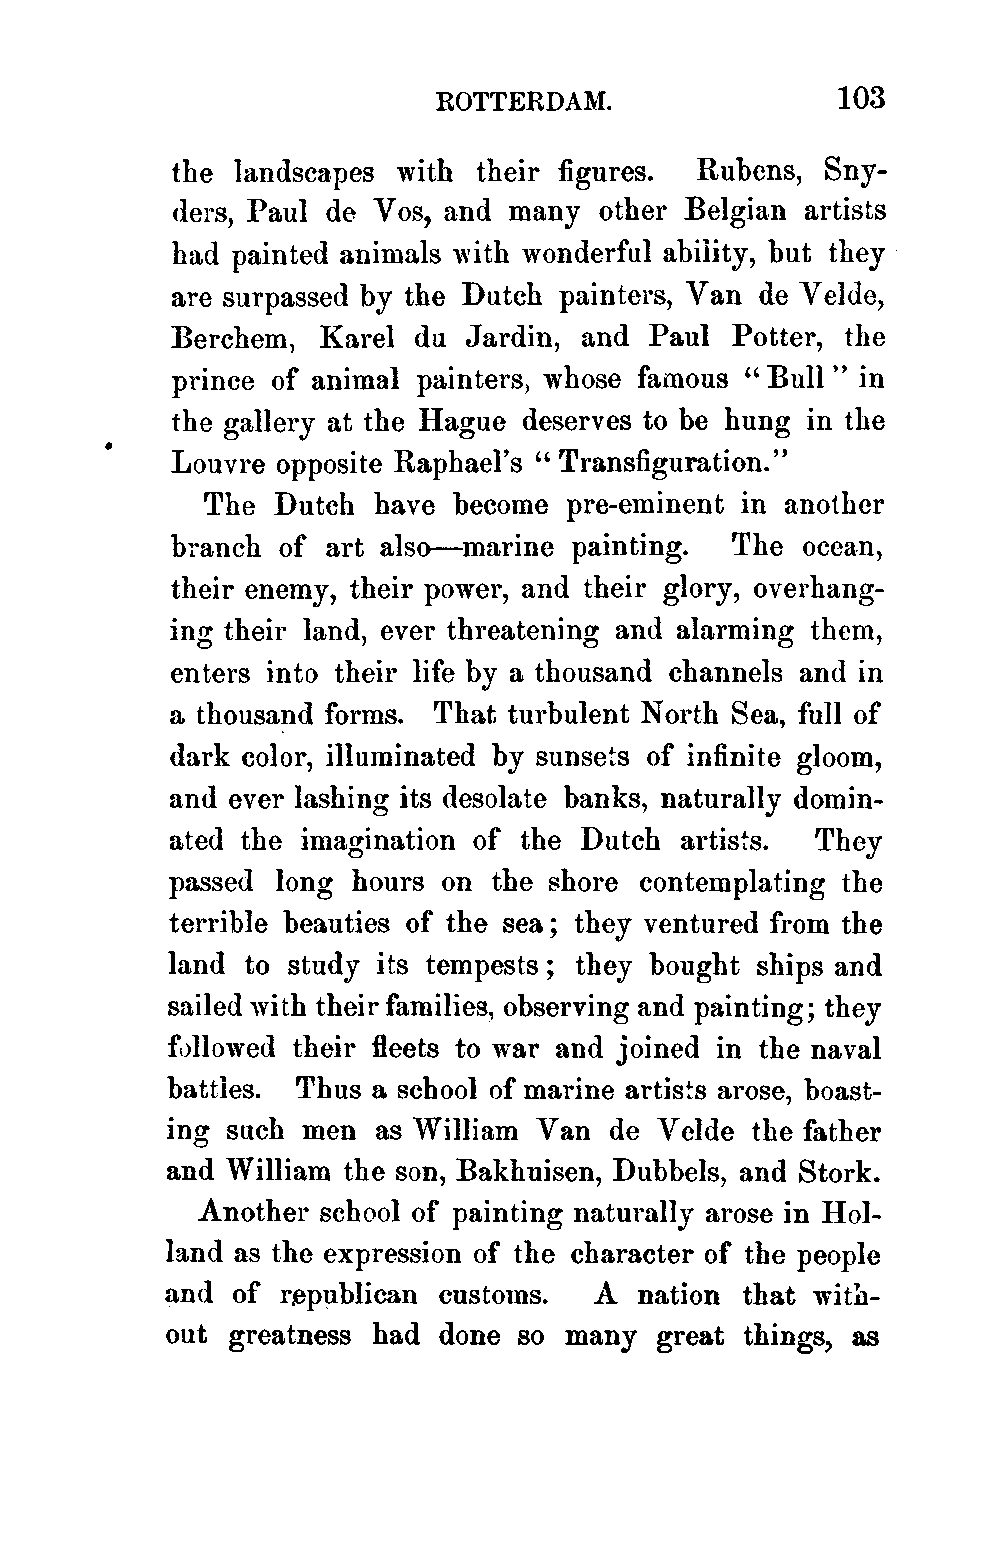 ROTTERDAM. 103
the landscapes with their figures. Rubens, Sny-
ders, Paul de Vos, and many other Belgian artists
had painted animals with wonderful ability, but they
are surpassed by the Dutch painters, Van de Velde,
Berchem, Karel du Jardin, and Paul Potter, the
prince of animal painters, whose famous “Bull” in
the gallery at the Hague deserves to be hung in the
Louvre opposite Raphael’s “Transfiguration.”
The Dutch have become pre-eminent in another
branch of art also—marine painting. The ocean,
their enemy, their power, and their glory, overhang-
ing their land, ever threatening and alarming them,
enters into their life by a thousand channels and in
a thousand forms. That turbulent North Sea, full of
dark color, illuminated by sunsets of infinite gloom,
and ever lashing its desolate banks, naturally domin-
ated the imagination of the Dutch artists. They
passed long hours on the shore contemplating the
terrible beauties of the sea; they ventured from the
land to study its tempests; they bought ships and
sailed with their families, observing and painting; they
followed their fleets to war and joined in the naval
battles. Thus a school of marine artists arose, boast-
ing such men as William Van de Velde the father
and William the son, Bakhuisen, Dubbels, and Stork.
Another school of painting naturally arose in Hol-
land as the expression of the character of the people
and of republican customs. A nation that with-
out greatness had done so many great things, as